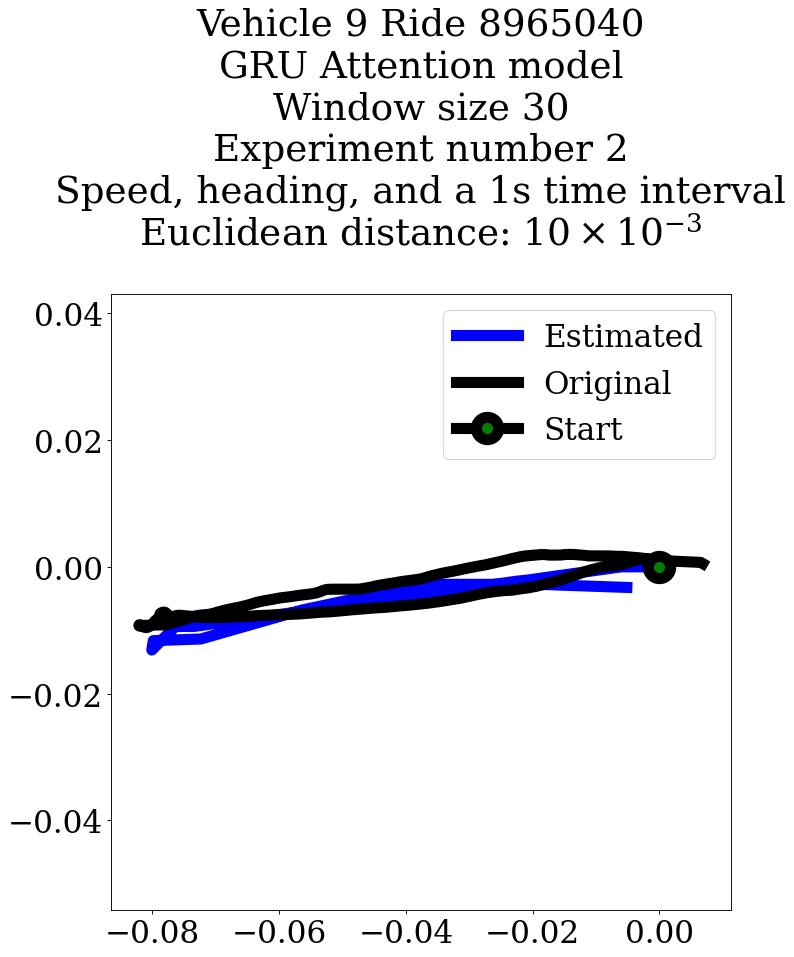 Vehicle 9 Ride 8965040
GRU Attention model
Window size 30
Experiment number 2
Speed, heading, and a 1s time interval
Euclidean distance: 10 × 10⁻³
Estimated
Original
Start
0.04
0.02
0.00
−0.02
−0.04
−0.08 −0.06 −0.04 −0.02 0.00